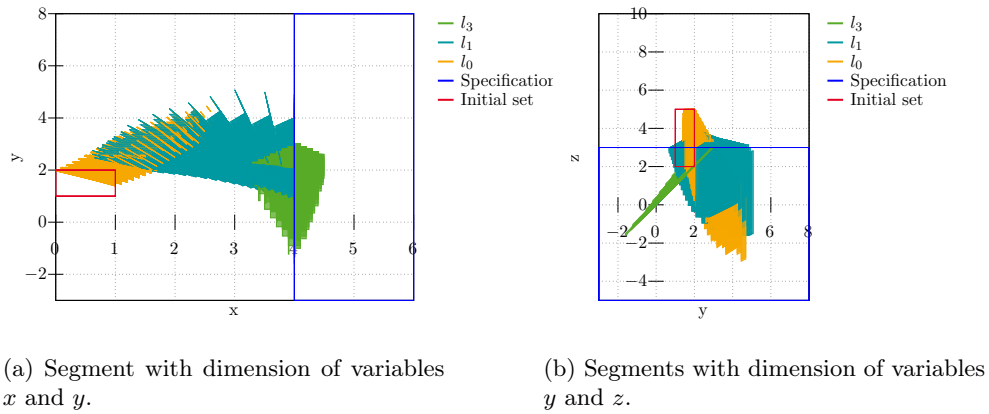 8
6
4
2
0
−2
0 1 2 3 4 5 6
x
y
l3
l1
l0
Specification
Initial set
10
8
6
4
2
0
−2
−4
−2 0 2 6 8
y
z
l3
l1
l0
Specification
Initial set
(a) Segment with dimension of variables
x and y.
(b) Segments with dimension of variables
y and z.